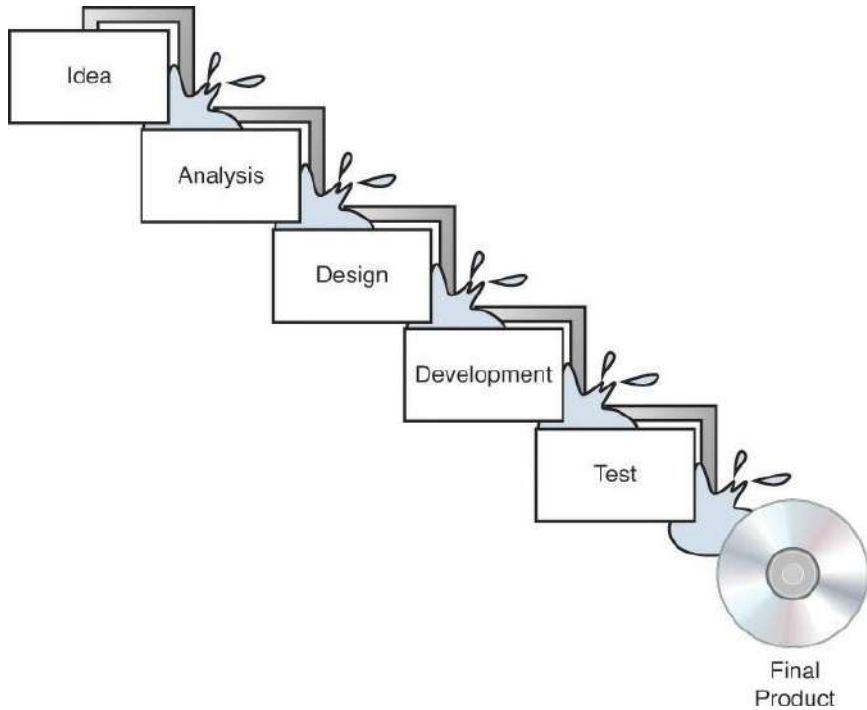 Idea
Analysis
Design
Development
Test
Final
Product